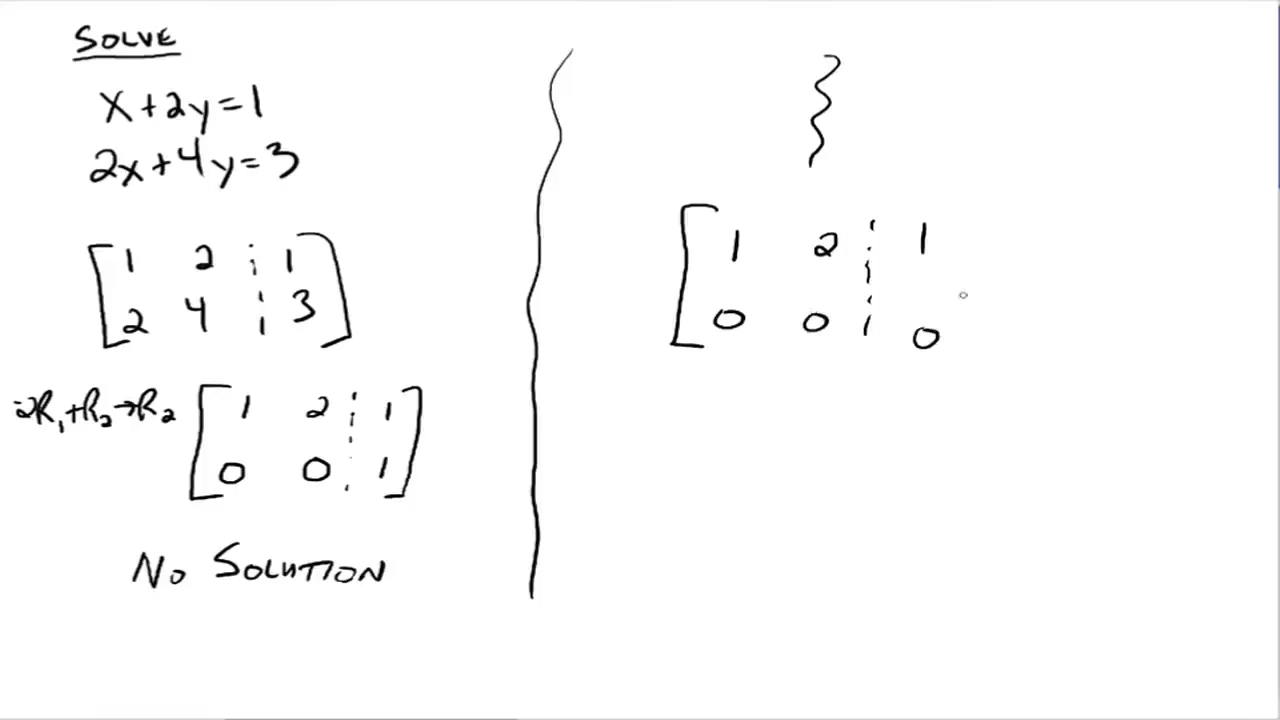 SOLVE
x+2y=1
2x+4y=3
[1 2 ¦ 1
2 4 ¦ 3]
-2R₁+R₂→R₂ [1 2 ¦ 1
0 0 ¦ 1]
NO SOLUTION
[1 2 ¦ 1
0 0 ¦ 0